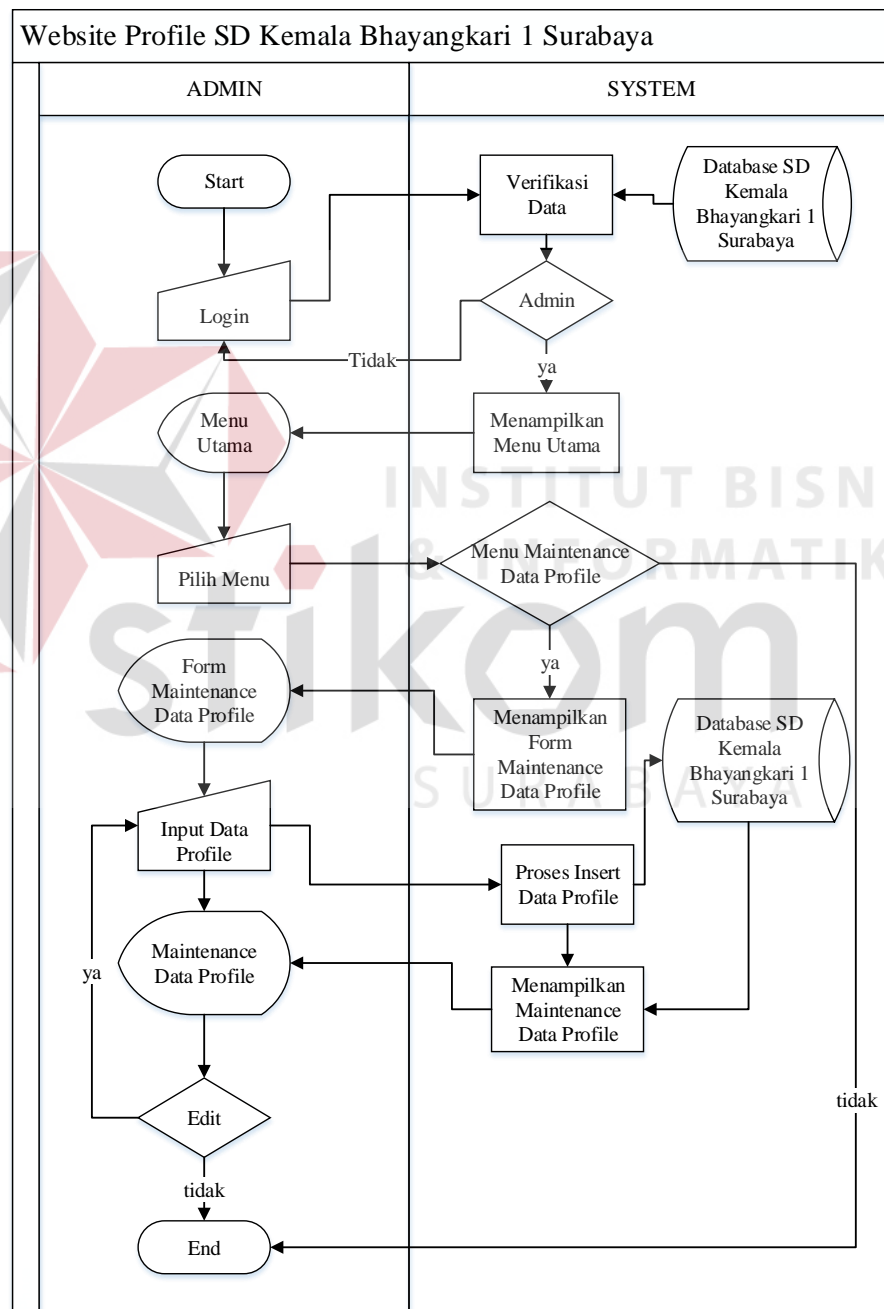 Website Profile SD Kemala Bhayangkari 1 Surabaya
ADMIN
SYSTEM
Start
Verifikasi
Data
Database SD
Kemala
Bhayangkari 1
Surabaya
Login
Admin
Tidak
ya
Menu
Utama
Menampilkan
Menu Utama
INSTITUT BISN
& INFORMATIK
Pilih Menu
Menu Maintenance
Data Profile
stikom
SURABAYA
ya
Form
Maintenance
Data Profile
Menampilkan
Form
Maintenance
Data Profile
Database SD
Kemala
Bhayangkari 1
Surabaya
Input Data
Profile
Proses Insert
Data Profile
ya
Maintenance
Data Profile
Menampilkan
Maintenance
Data Profile
Edit
tidak
tidak
End